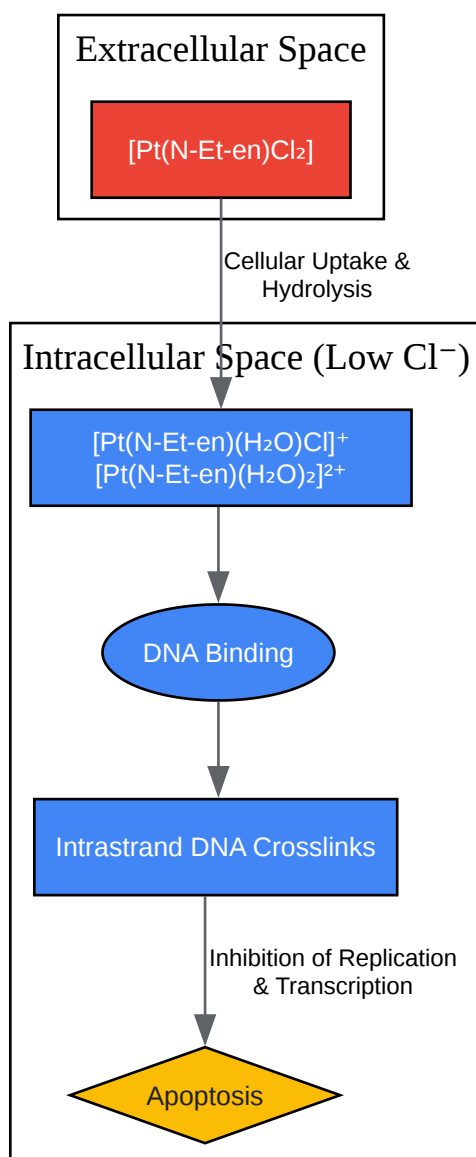 Extracellular Space
[Pt(N-Et-en)Cl₂]
Cellular Uptake &
Hydrolysis
Intracellular Space (Low Cl⁻)
[Pt(N-Et-en)(H₂O)Cl]⁺
[Pt(N-Et-en)(H₂O)₂]²⁺
DNA Binding
Intrastrand DNA Crosslinks
Inhibition of Replication
& Transcription
Apoptosis